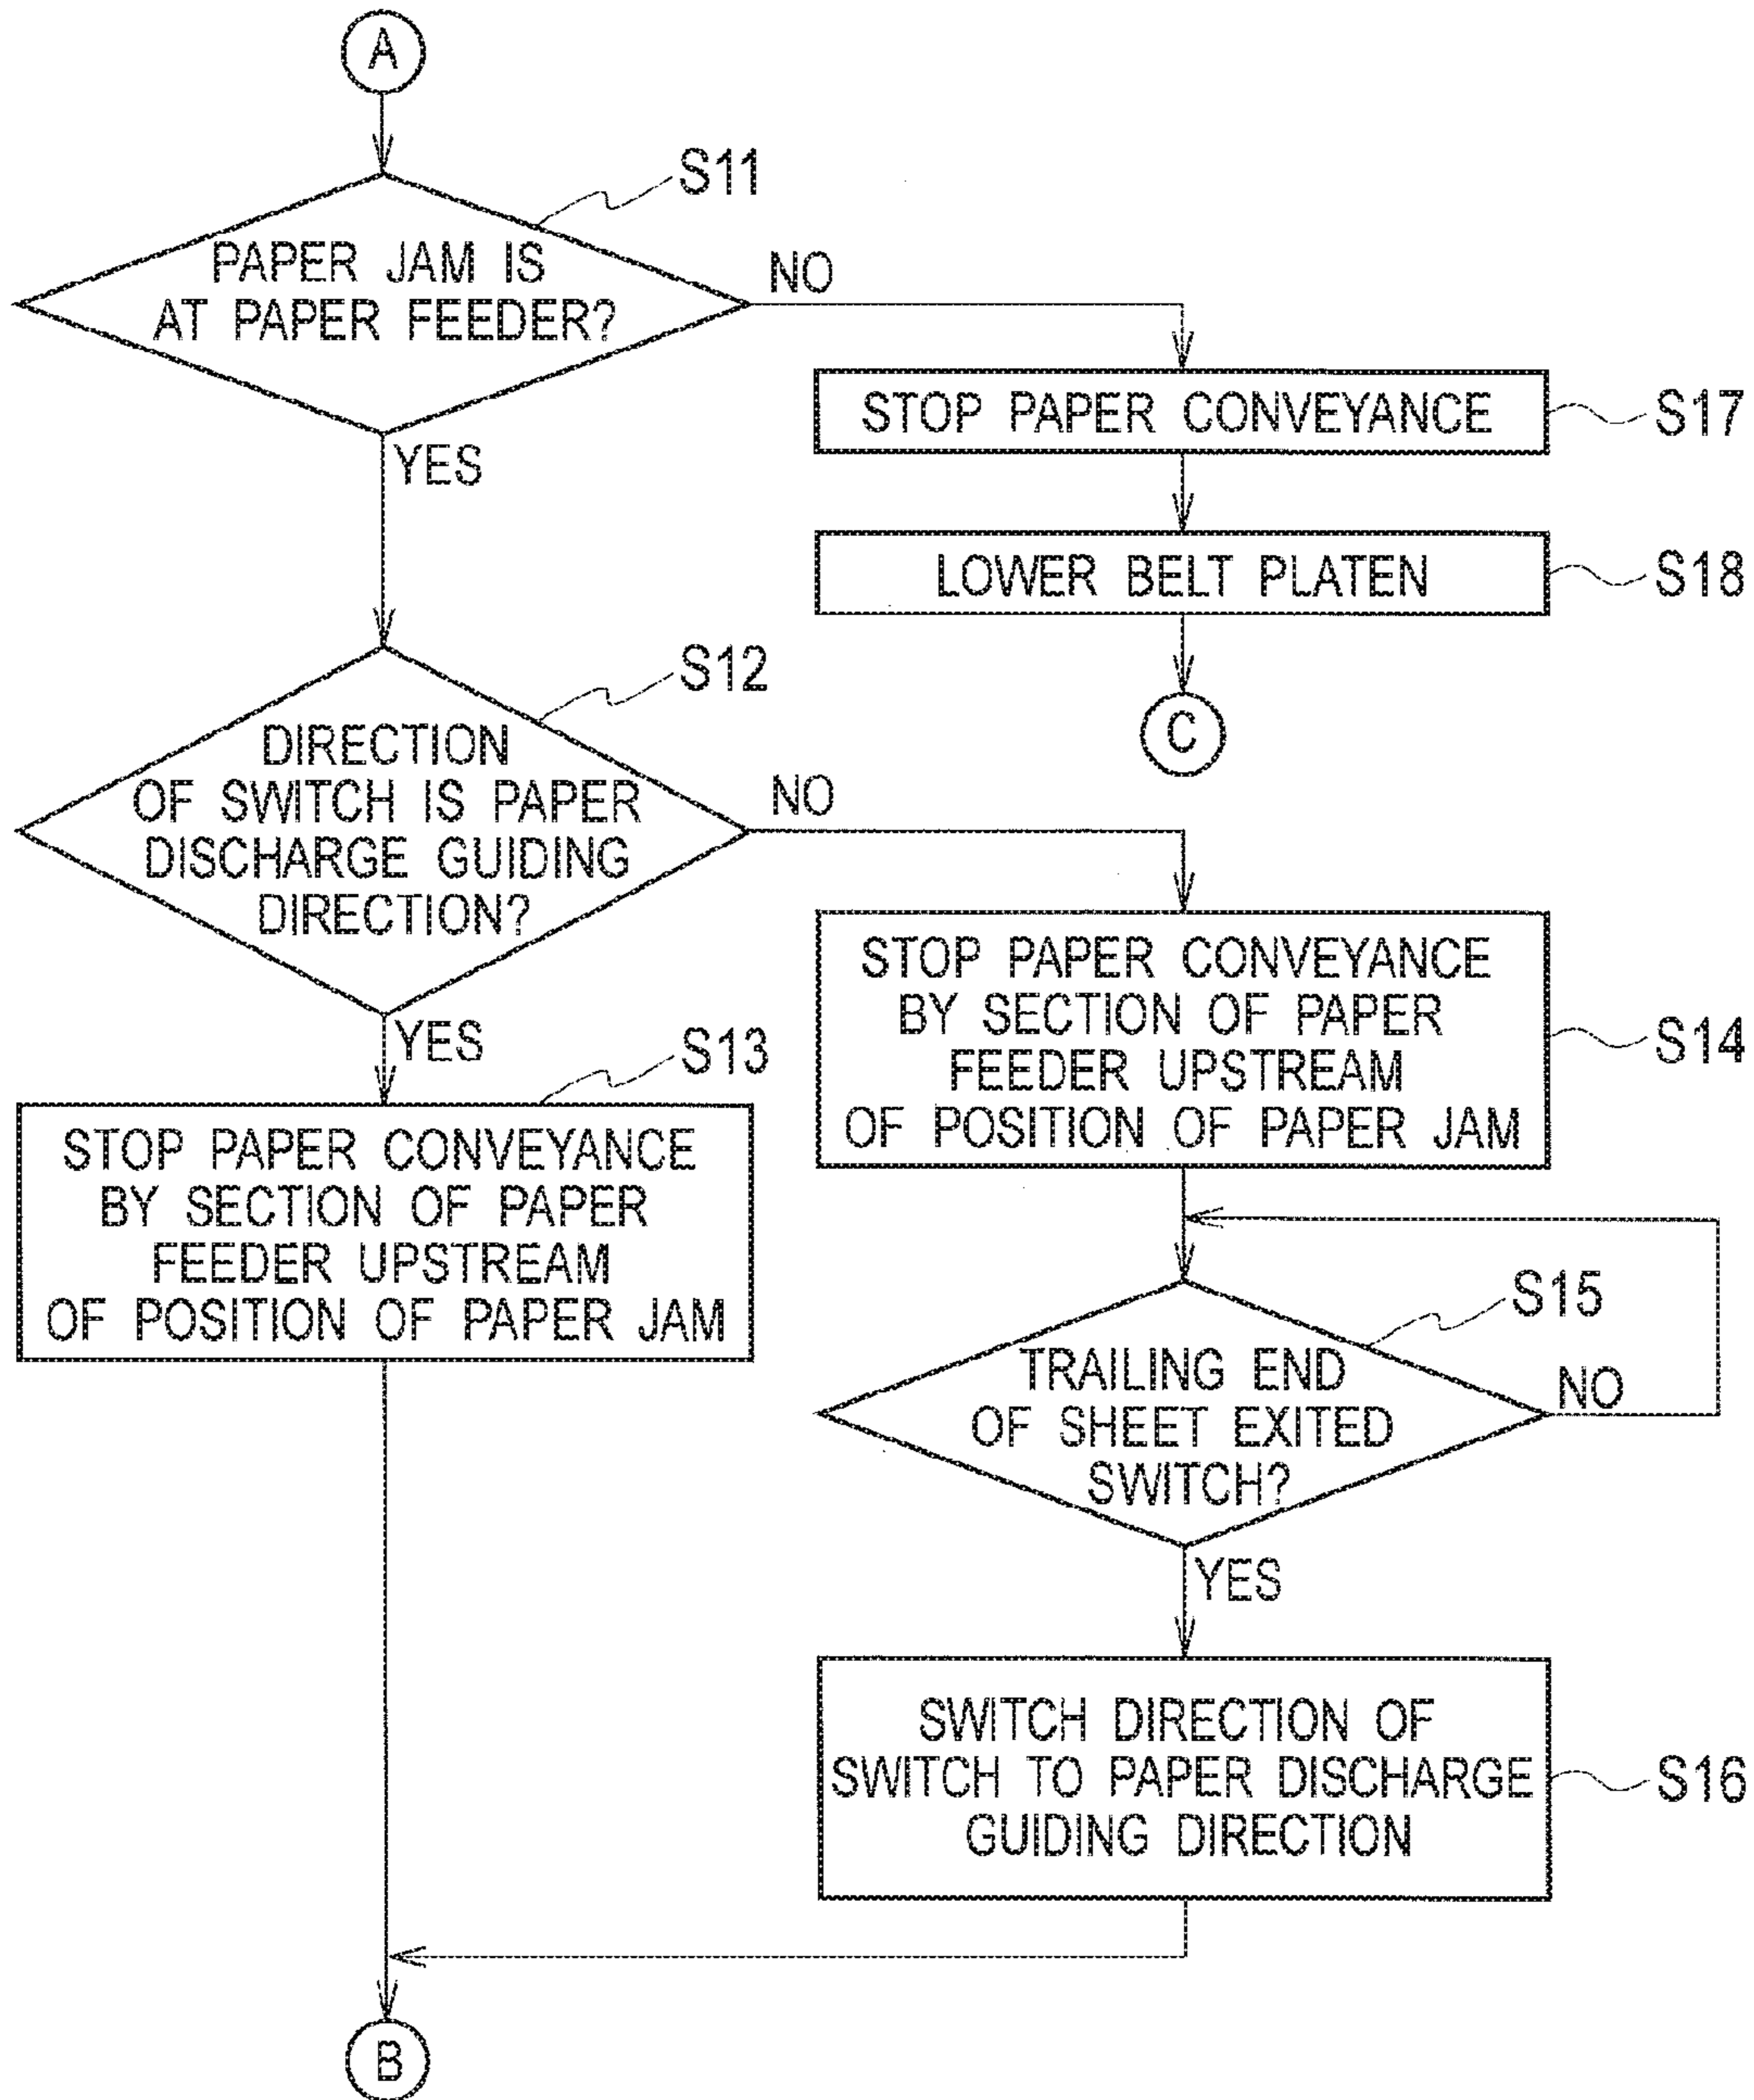 A
S11
PAPER JAM IS
AT PAPER FEEDER?
NO
YES
STOP PAPER CONVEYANCE
S17
LOWER BELT PLATEN
S18
C
S12
DIRECTION
OF SWITCH IS PAPER
DISCHARGE GUIDING
DIRECTION?
NO
YES
S13
STOP PAPER CONVEYANCE
BY SECTION OF PAPER
FEEDER UPSTREAM
OF POSITION OF PAPER JAM
STOP PAPER CONVEYANCE
BY SECTION OF PAPER
FEEDER UPSTREAM
OF POSITION OF PAPER JAM
S14
S15
TRAILING END
OF SHEET EXITED
SWITCH?
NO
YES
SWITCH DIRECTION OF
SWITCH TO PAPER DISCHARGE
GUIDING DIRECTION
S16
B